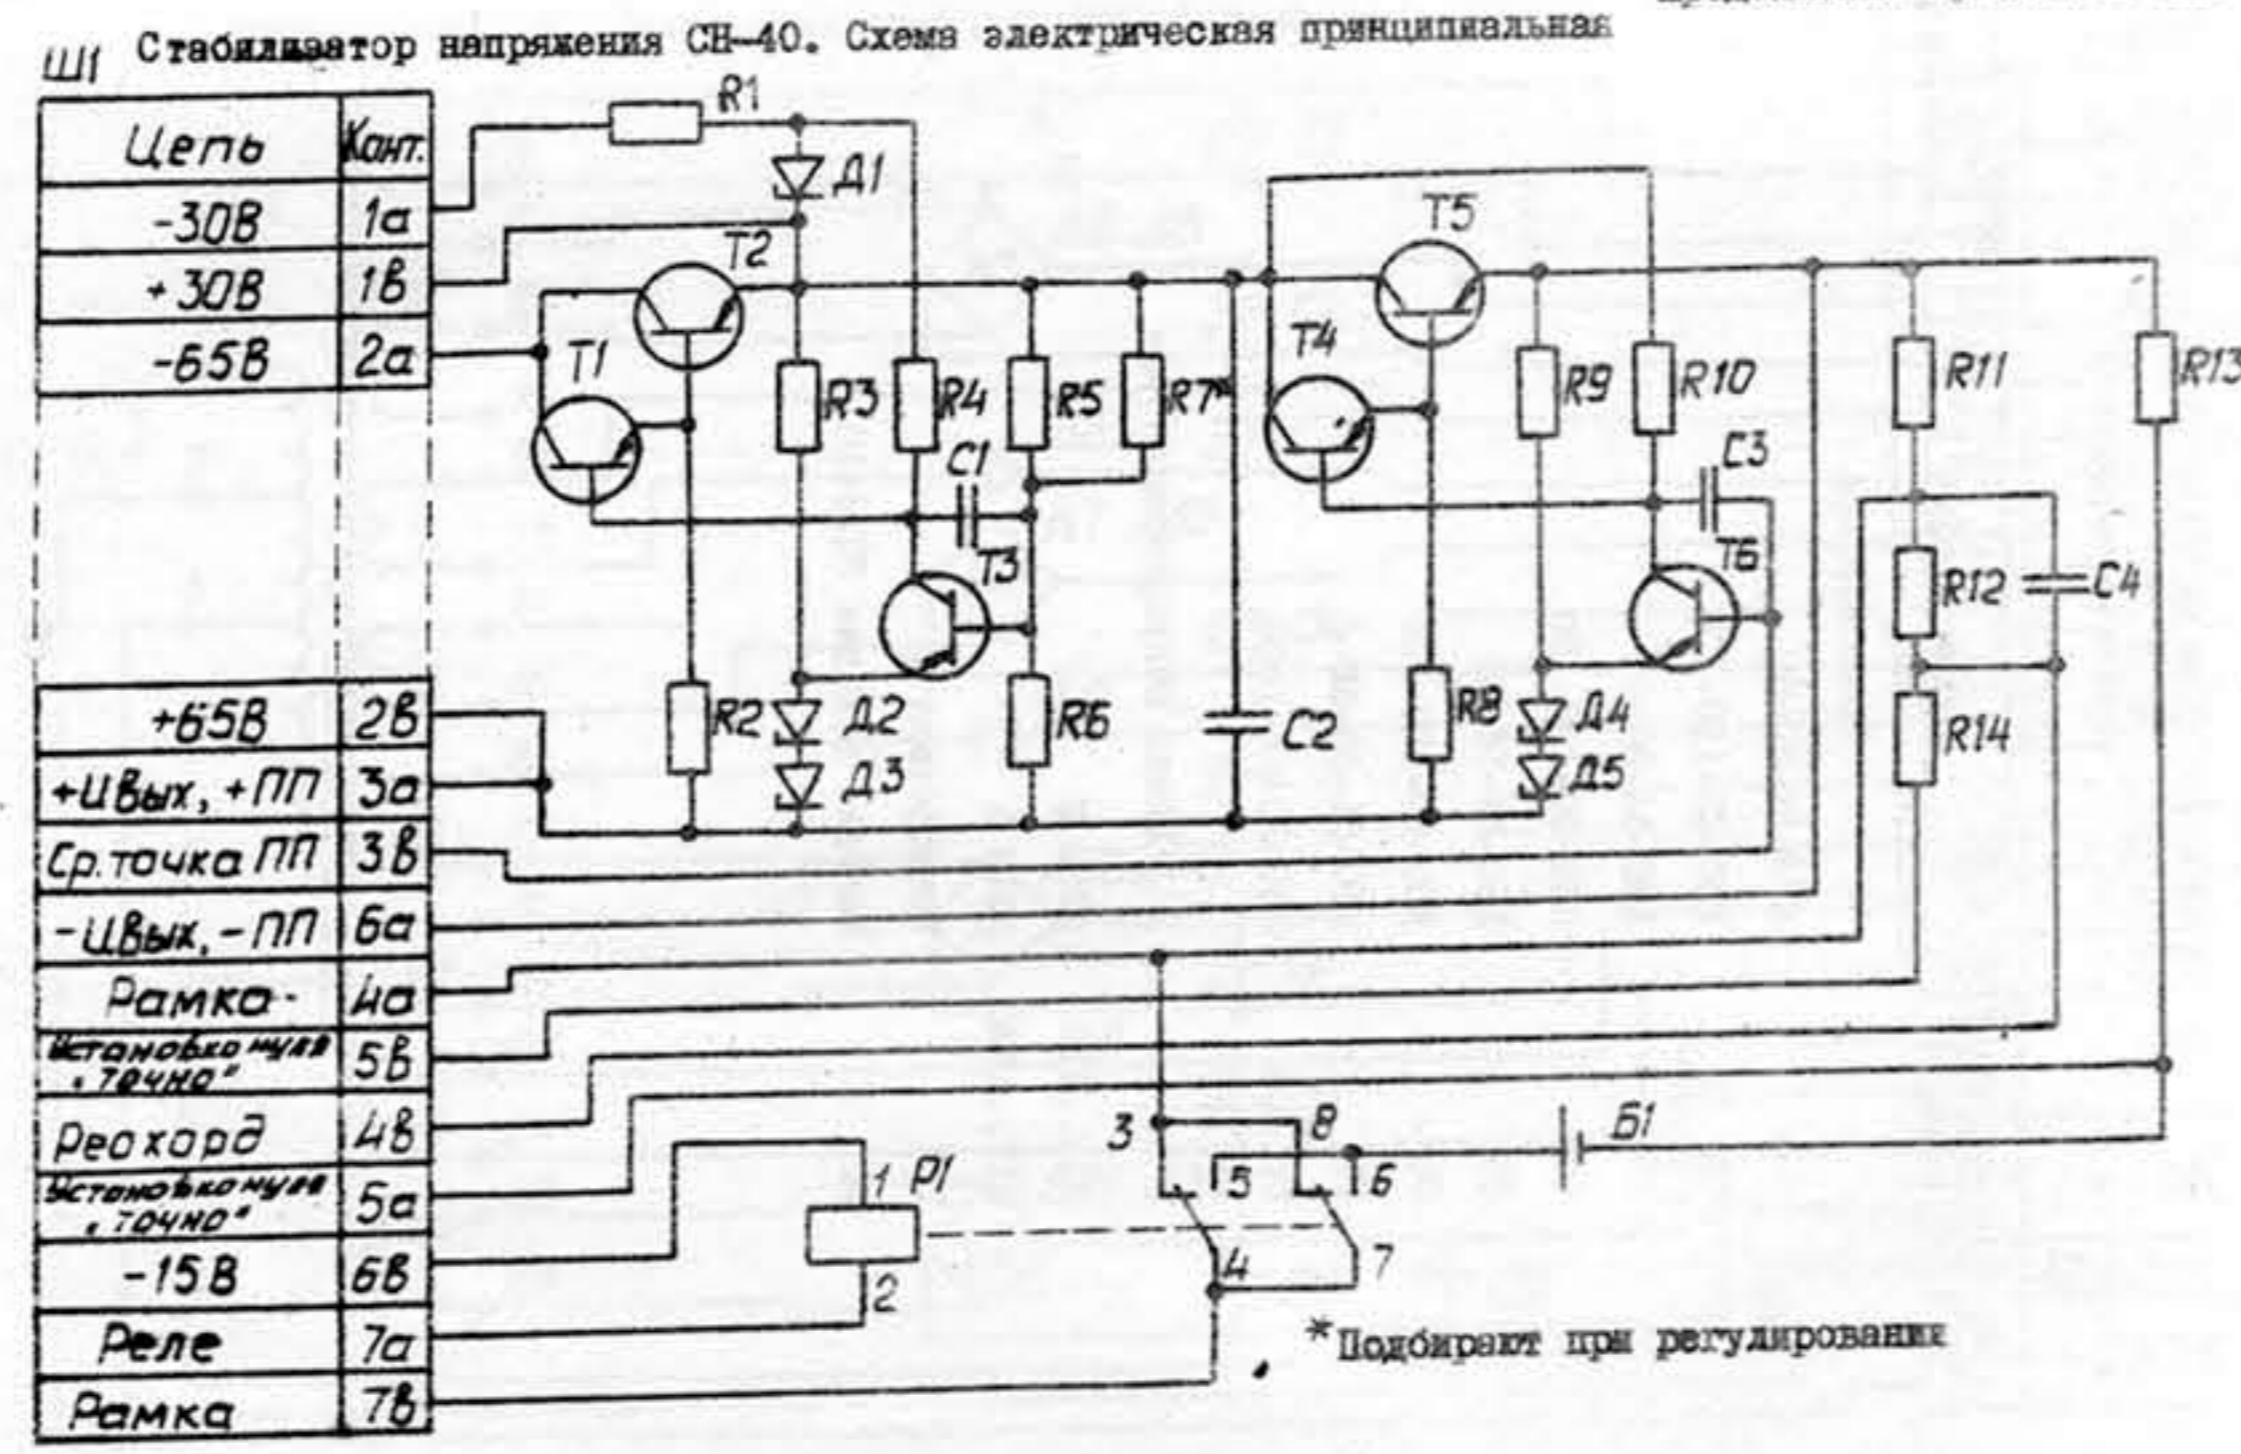 Стабилизатор напряжения СН-40. Схема электрическая принципиальная
Ш1
Цепь Конт.
-30В 1а
+30В 1в
-65В 2а
+65В 2в
+Uвых, +ПП 3а
Ср. точка ПП 3в
-Uвых, -ПП 6а
Рамка 4а
Установка нуля „точно" 5в
Реохорд 4в
Установка нуля „точно" 5а
-15В 6в
Реле 7а
Рамка 7в
R1
Д1
Т2
Т1
R3
R4
R5
R7*
С1
Т3
R2
Д2
Д3
R6
С2
Т5
Т4
R9
R10
R11
R13
С3
Т6
R12
С4
R8
Д4
Д5
R14
3
8
Б1
1 Р1
5
6
4
7
2
*Подбирают при регулировании